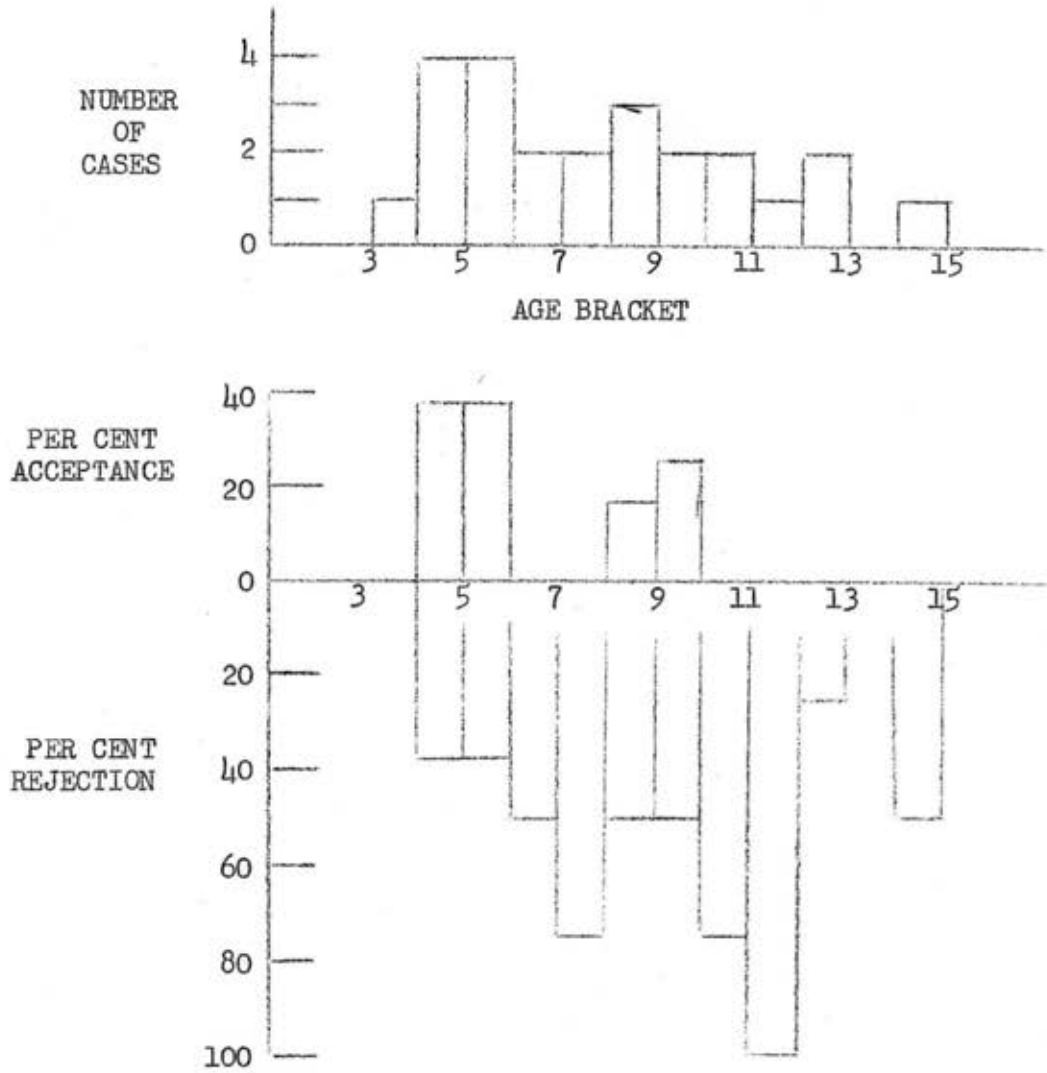 4
NUMBER
OF
CASES
2
0
3 5 7 9 11 13 15
AGE BRACKET
40
PER CENT
ACCEPTANCE
20
0
3 5 7 9 11 13 15
20
PER CENT
REJECTION
40
60
80
100